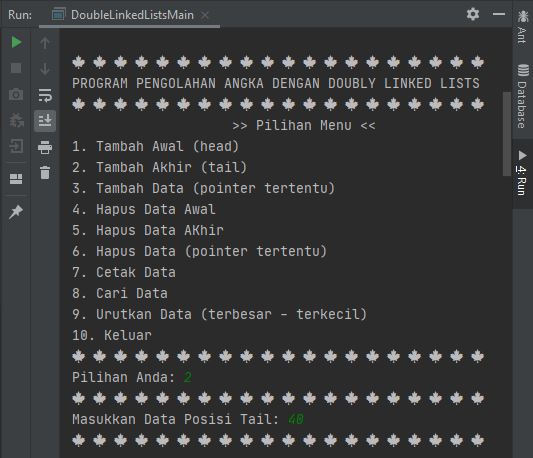 Run: DoubleLinkedListsMain
🍁 🍁 🍁 🍁 🍁 🍁 🍁 🍁 🍁 🍁 🍁 🍁 🍁 🍁 🍁 🍁 🍁 🍁 🍁 🍁
PROGRAM PENGOLAHAN ANGKA DENGAN DOUBLY LINKED LISTS
🍁 🍁 🍁 🍁 🍁 🍁 🍁 🍁 🍁 🍁 🍁 🍁 🍁 🍁 🍁 🍁 🍁 🍁 🍁 🍁
>> Pilihan Menu <<
1. Tambah Awal (head)
2. Tambah Akhir (tail)
3. Tambah Data (pointer tertentu)
4. Hapus Data Awal
5. Hapus Data AKhir
6. Hapus Data (pointer tertentu)
7. Cetak Data
8. Cari Data
9. Urutkan Data (terbesar - terkecil)
10. Keluar
🍁 🍁 🍁 🍁 🍁 🍁 🍁 🍁 🍁 🍁 🍁 🍁 🍁 🍁 🍁 🍁 🍁 🍁 🍁 🍁
Pilihan Anda: 2
🍁 🍁 🍁 🍁 🍁 🍁 🍁 🍁 🍁 🍁 🍁 🍁 🍁 🍁 🍁 🍁 🍁 🍁 🍁 🍁
Masukkan Data Posisi Tail: 40
🍁 🍁 🍁 🍁 🍁 🍁 🍁 🍁 🍁 🍁 🍁 🍁 🍁 🍁 🍁 🍁 🍁 🍁 🍁 🍁
Ant
Database
4: Run